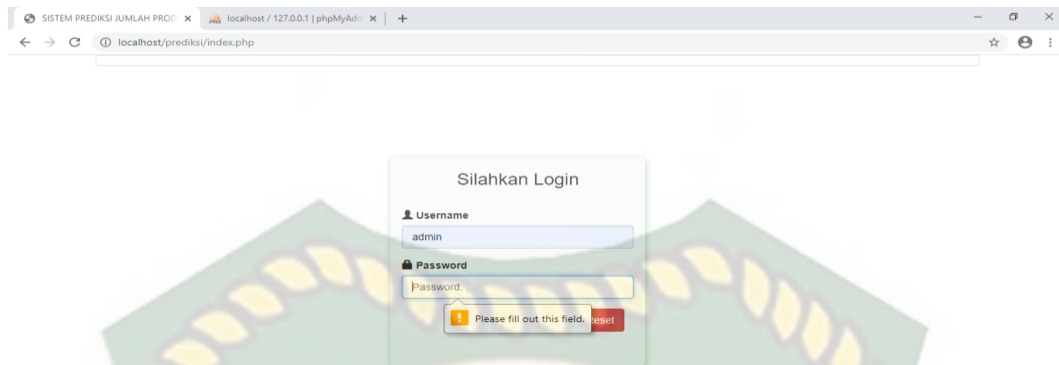 SISTEM PREDIKSI JUMLAH PROD
localhost / 127.0.0.1 | phpMyAdm
localhost/prediksi/index.php
Silahkan Login
Username
admin
Password
Password. .
Please fill out this field.
Reset